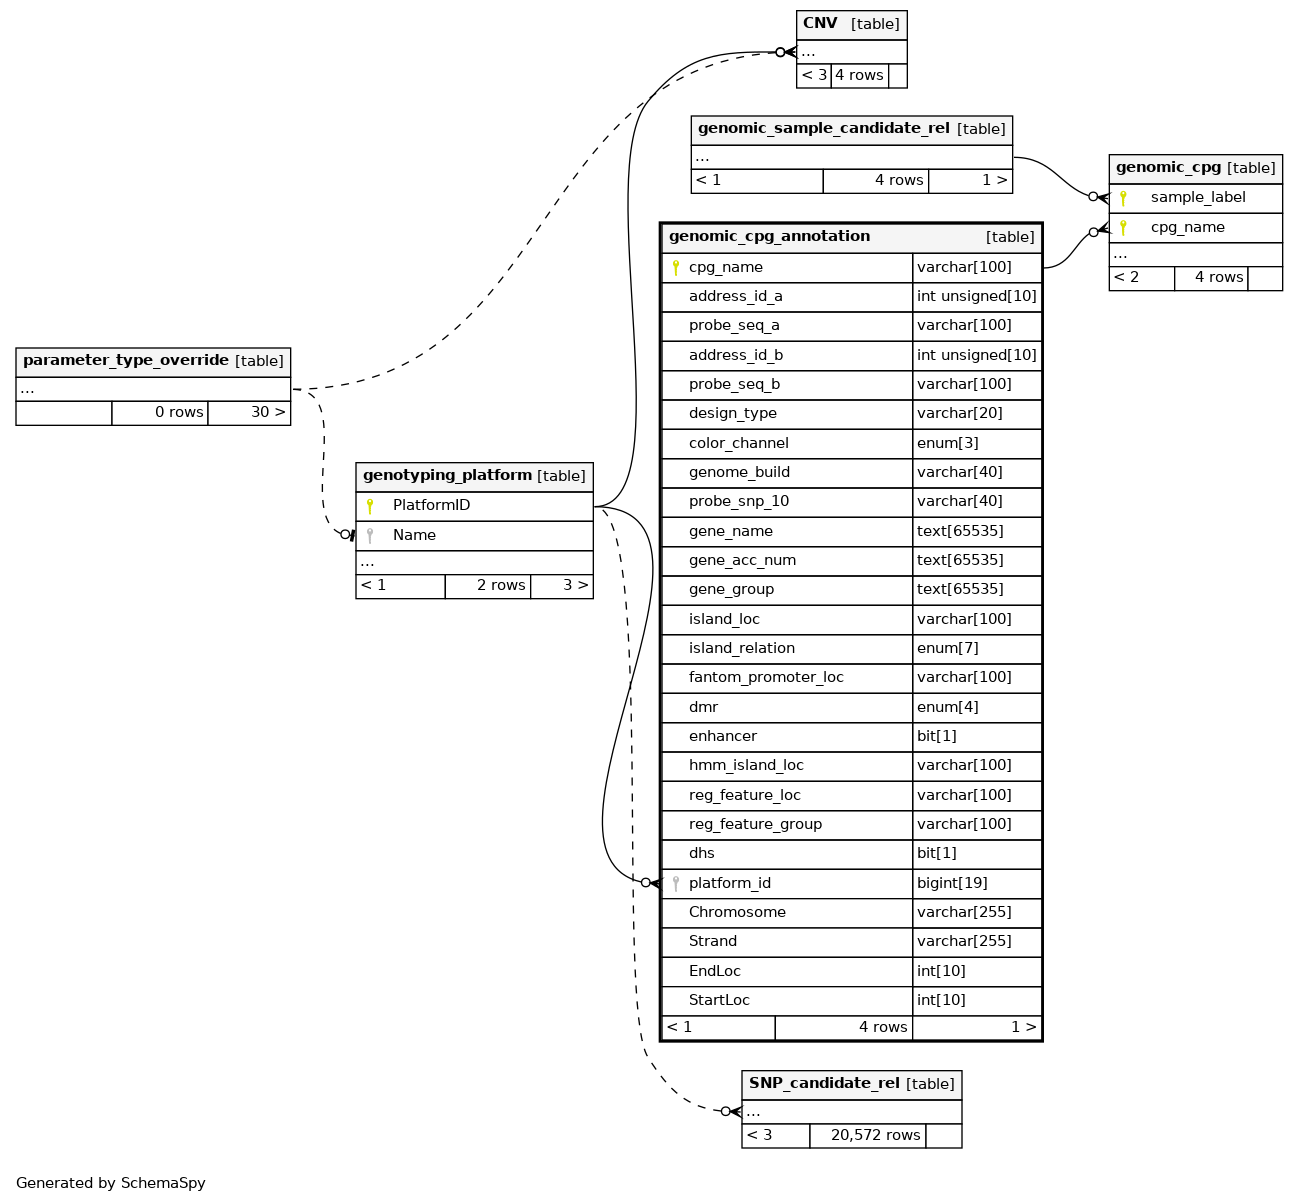 CNV [table]
...
< 3 4 rows
genomic_sample_candidate_rel [table]
...
< 1 4 rows 1 >
genomic_cpg [table]
sample_label
cpg_name
...
< 2 4 rows
genomic_cpg_annotation [table]
cpg_name varchar[100]
address_id_a int unsigned[10]
probe_seq_a varchar[100]
address_id_b int unsigned[10]
probe_seq_b varchar[100]
design_type varchar[20]
color_channel enum[3]
genome_build varchar[40]
probe_snp_10 varchar[40]
gene_name text[65535]
gene_acc_num text[65535]
gene_group text[65535]
island_loc varchar[100]
island_relation enum[7]
fantom_promoter_loc varchar[100]
dmr enum[4]
enhancer bit[1]
hmm_island_loc varchar[100]
reg_feature_loc varchar[100]
reg_feature_group varchar[100]
dhs bit[1]
platform_id bigint[19]
Chromosome varchar[255]
Strand varchar[255]
EndLoc int[10]
StartLoc int[10]
< 1 4 rows 1 >
parameter_type_override [table]
...
0 rows 30 >
genotyping_platform [table]
PlatformID
Name
...
< 1 2 rows 3 >
SNP_candidate_rel [table]
...
< 3 20,572 rows
Generated by SchemaSpy